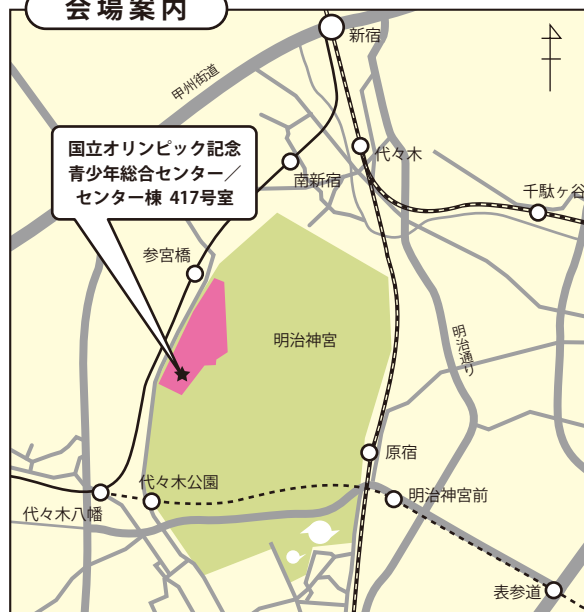 会場案内
新宿
甲州街道
国立オリンピック記念
青少年総合センター／
センター棟 417号室
代々木
南新宿
千駄ヶ谷
参宮橋
明治神宮
明治通り
原宿
代々木公園
明治神宮前
代々木八幡
表参道